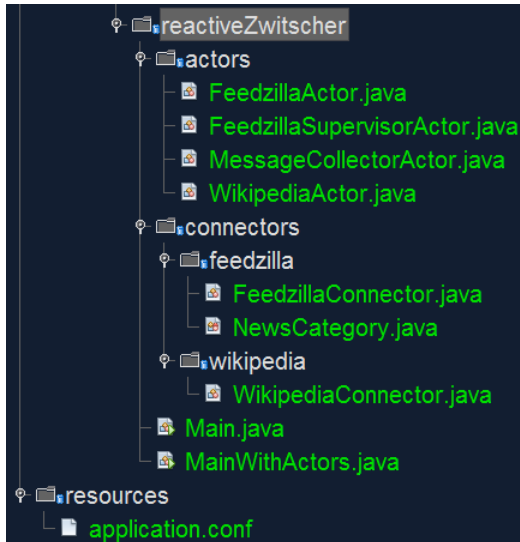 reactiveZwitscher
actors
FeedzillaActor.java
FeedzillaSupervisorActor.java
MessageCollectorActor.java
WikipediaActor.java
connectors
feedzilla
FeedzillaConnector.java
NewsCategory.java
wikipedia
WikipediaConnector.java
Main.java
MainWithActors.java
resources
application.conf